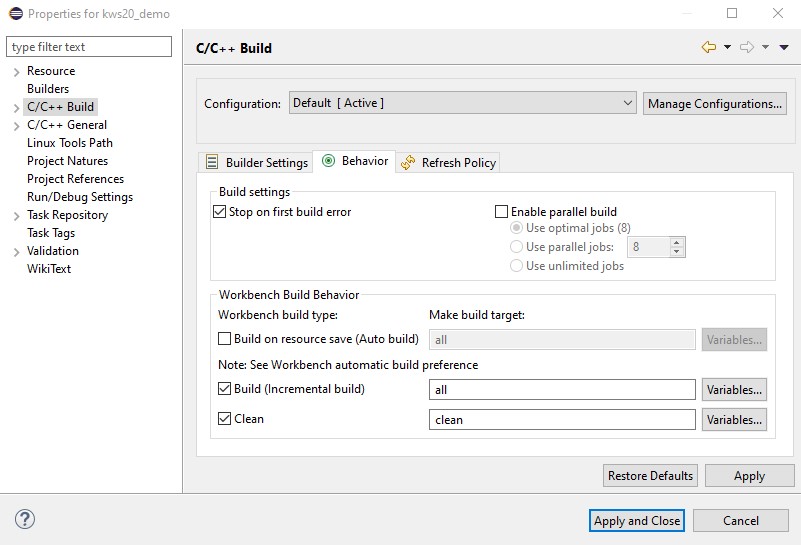 Properties for kws20_demo
type filter text
Resource
Builders
C/C++ Build
C/C++ General
Linux Tools Path
Project Natures
Project References
Run/Debug Settings
Task Repository
Task Tags
Validation
WikiText
C/C++ Build
Configuration: Default [ Active ] Manage Configurations...
Builder Settings Behavior Refresh Policy
Build settings
Stop on first build error Enable parallel build
Use optimal jobs (8)
Use parallel jobs: 8
Use unlimited jobs
Workbench Build Behavior
Workbench build type: Make build target:
Build on resource save (Auto build) all Variables...
Note: See Workbench automatic build preference
Build (Incremental build) all Variables...
Clean clean Variables...
Restore Defaults Apply
? Apply and Close Cancel